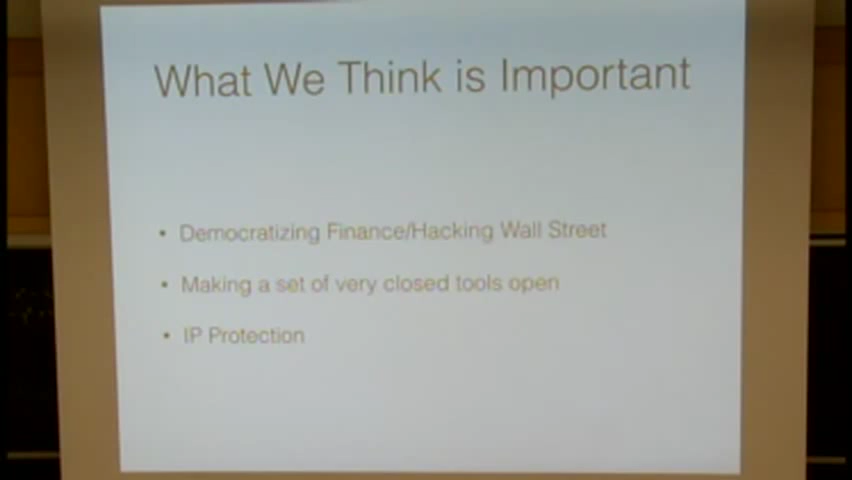 What We Think is Important
• Democratizing Finance/Hacking Wall Street
• Making a set of very closed tools open
• IP Protection